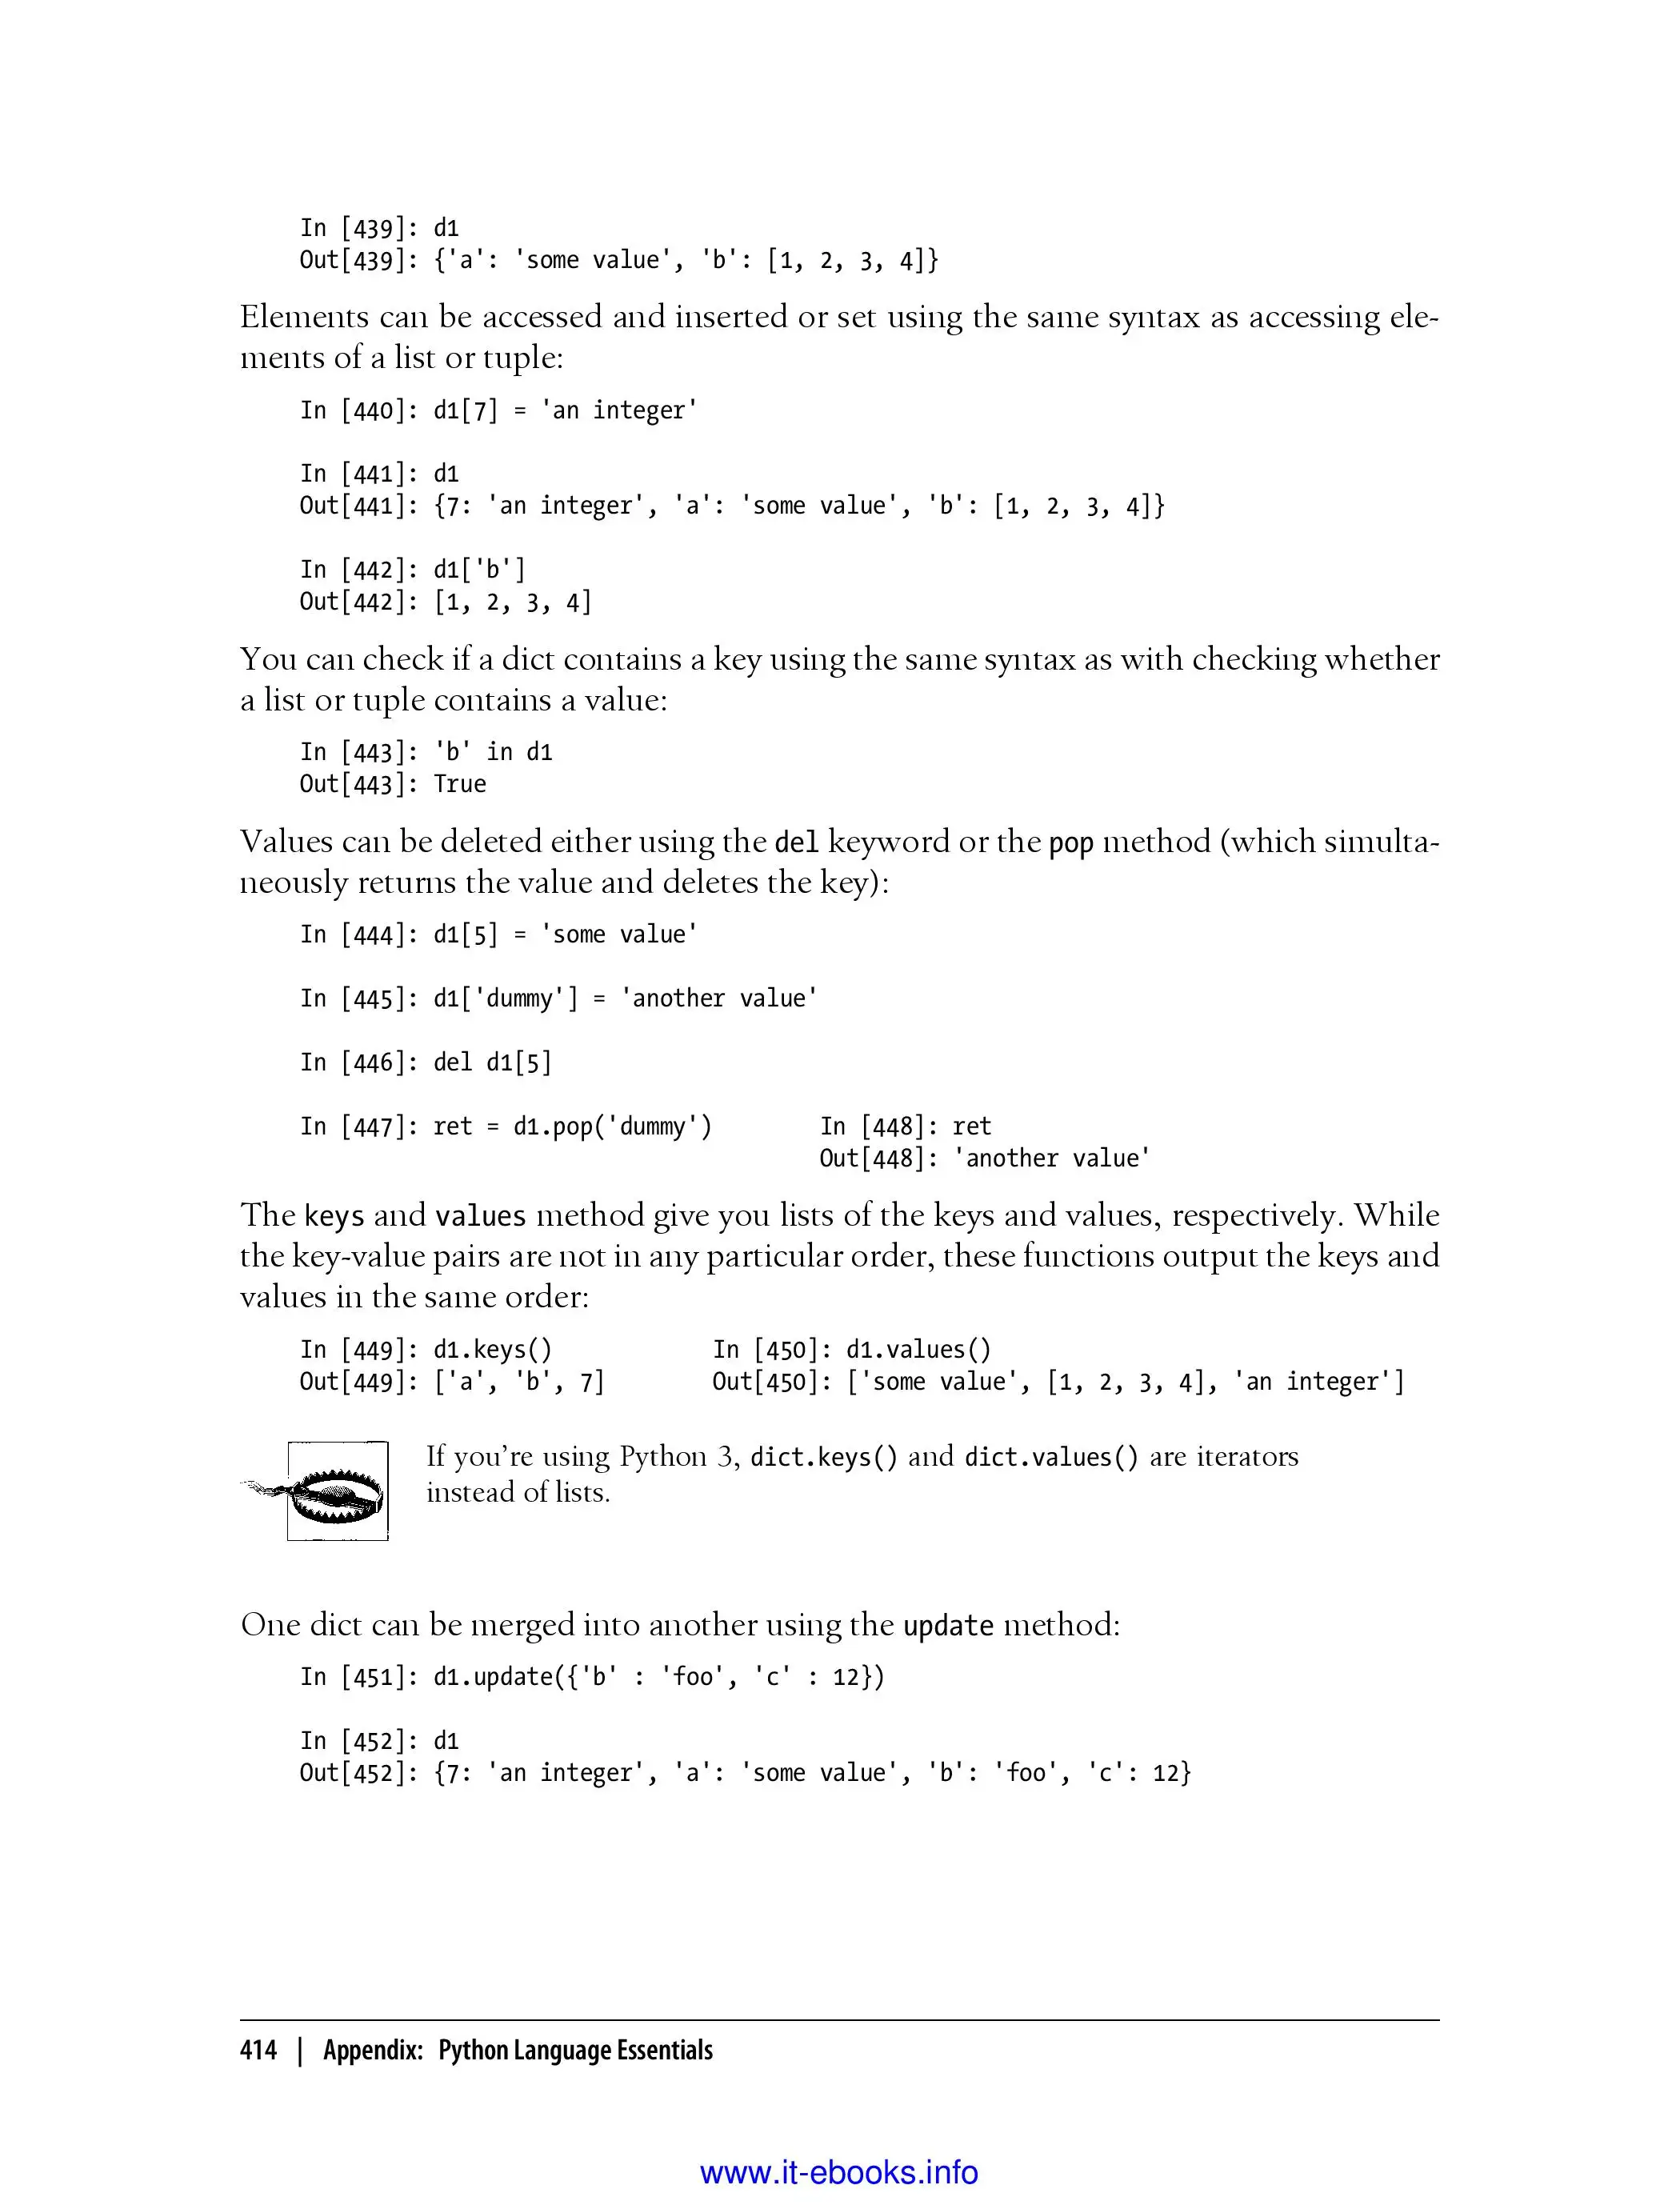 In [439]: d1
Out[439]: {'a': 'some value', 'b': [1, 2, 3, 4]}
Elements can be accessed and inserted or set using the same syntax as accessing ele-
ments of a list or tuple:
In [440]: d1[7] = 'an integer'
In [441]: d1
Out[441]: {7: 'an integer', 'a': 'some value', 'b': [1, 2, 3, 4]}
In [442]: d1['b']
Out[442]: [1, 2, 3, 4]
You can check if a dict contains a key using the same syntax as with checking whether
a list or tuple contains a value:
In [443]: 'b' in d1
Out[443]: True
Values can be deleted either using the del keyword or the pop method (which simulta-
neously returns the value and deletes the key):
In [444]: d1[5] = 'some value'
In [445]: d1['dummy'] = 'another value'
In [446]: del d1[5]
In [447]: ret = d1.pop('dummy') In [448]: ret
Out[448]: 'another value'
The keys and values method give you lists of the keys and values, respectively. While
the key-value pairs are not in any particular order, these functions output the keys and
values in the same order:
In [449]: d1.keys() In [450]: d1.values()
Out[449]: ['a', 'b', 7] Out[450]: ['some value', [1, 2, 3, 4], 'an integer']
If you’re using Python 3, dict.keys() and dict.values() are iterators
instead of lists.
One dict can be merged into another using the update method:
In [451]: d1.update({'b' : 'foo', 'c' : 12})
In [452]: d1
Out[452]: {7: 'an integer', 'a': 'some value', 'b': 'foo', 'c': 12}
414 | Appendix: Python Language Essentials
www.it-ebooks.info